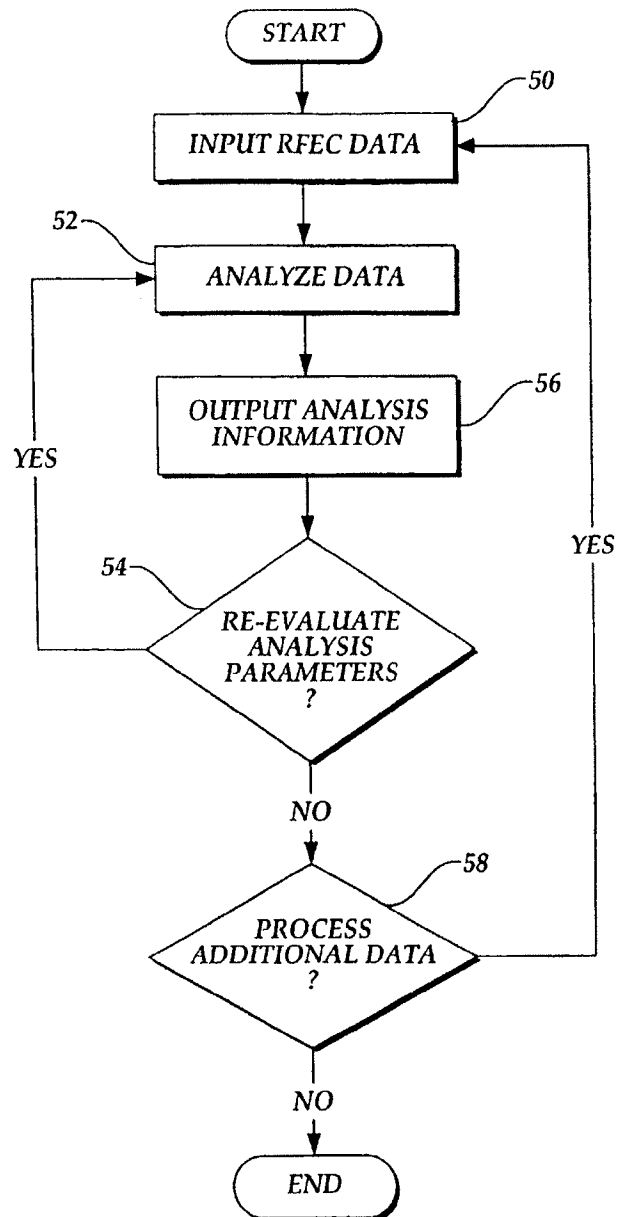 START
50
INPUT RFEC DATA
52
ANALYZE DATA
56
OUTPUT ANALYSIS
INFORMATION
YES
54
RE-EVALUATE
ANALYSIS
PARAMETERS
?
YES
NO
58
PROCESS
ADDITIONAL DATA
?
NO
END